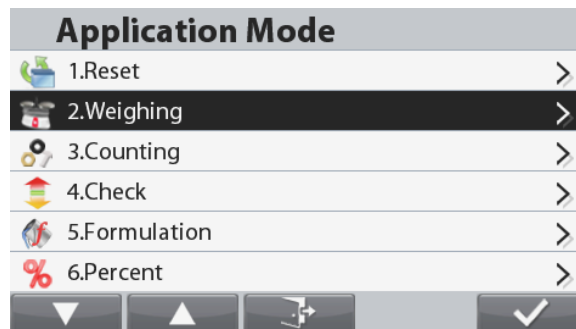 Application Mode
1.Reset
2.Weighing
3.Counting
4.Check
5.Formulation
6.Percent